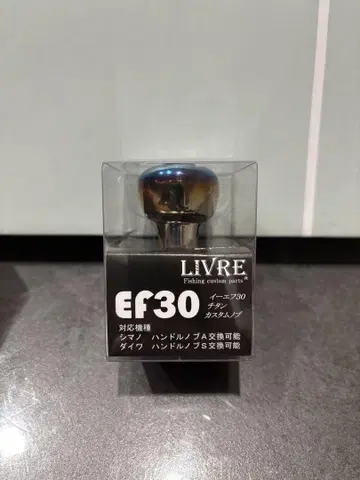 LIVRE
Fishing custom parts®
EF30
イーエフ30
チタン
カスタムノブ
対応機種
シマノ ハンドルノブA交換可能
ダイワ ハンドルノブS交換可能